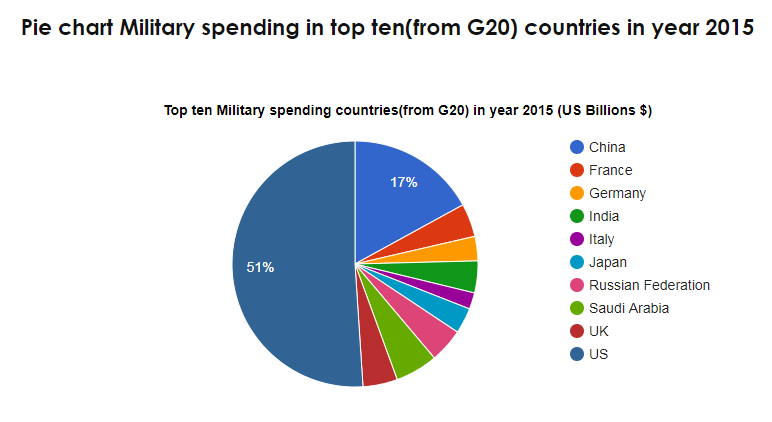 Pie chart Military spending in top ten(from G20) countries in year 2015
Top ten Military spending countries(from G20) in year 2015 (US Billions $)
17%
51%
China
France
Germany
India
Italy
Japan
Russian Federation
Saudi Arabia
UK
US